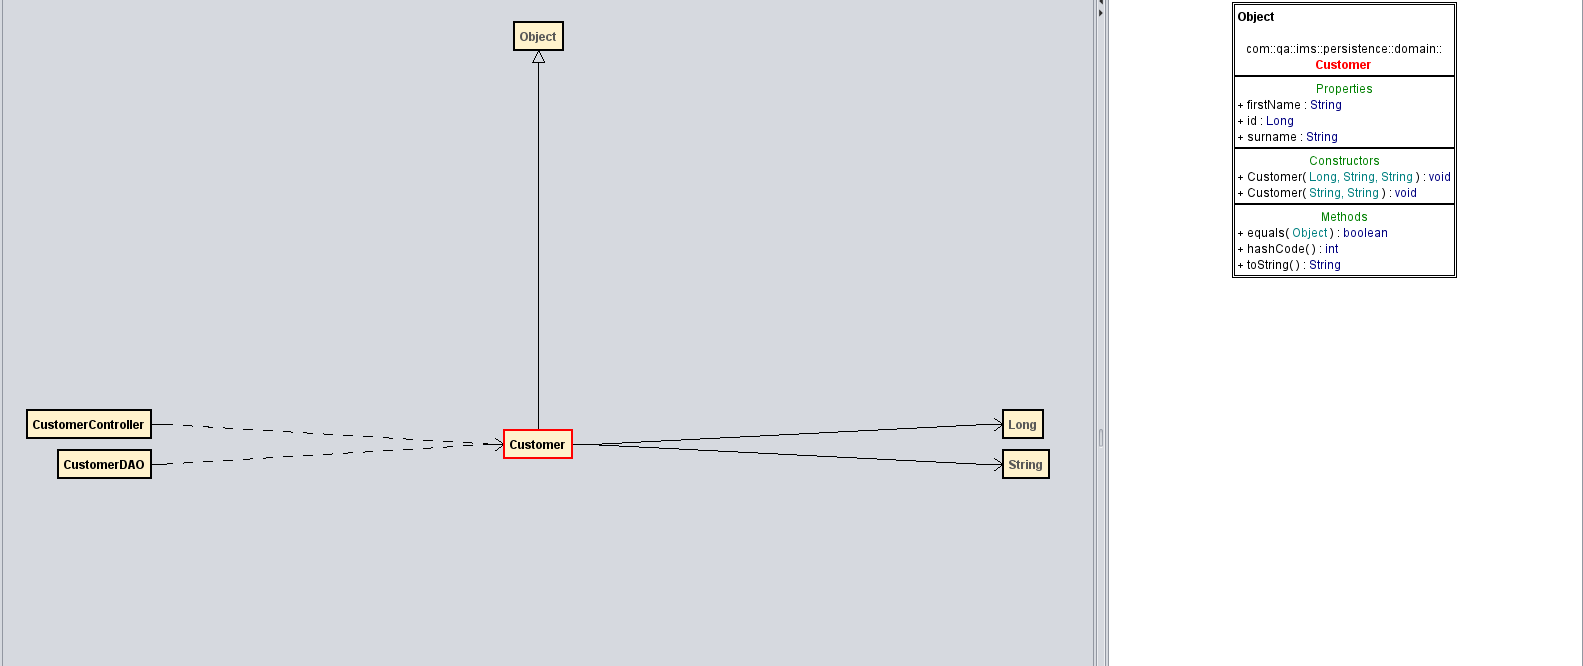 Object
CustomerController
CustomerDAO
Customer
Long
String
Object
com::qa::ims::persistence::domain::
Customer
Properties
+ firstName : String
+ id : Long
+ surname : String
Constructors
+ Customer( Long, String, String ) : void
+ Customer( String, String ) : void
Methods
+ equals( Object ) : boolean
+ hashCode( ) : int
+ toString( ) : String